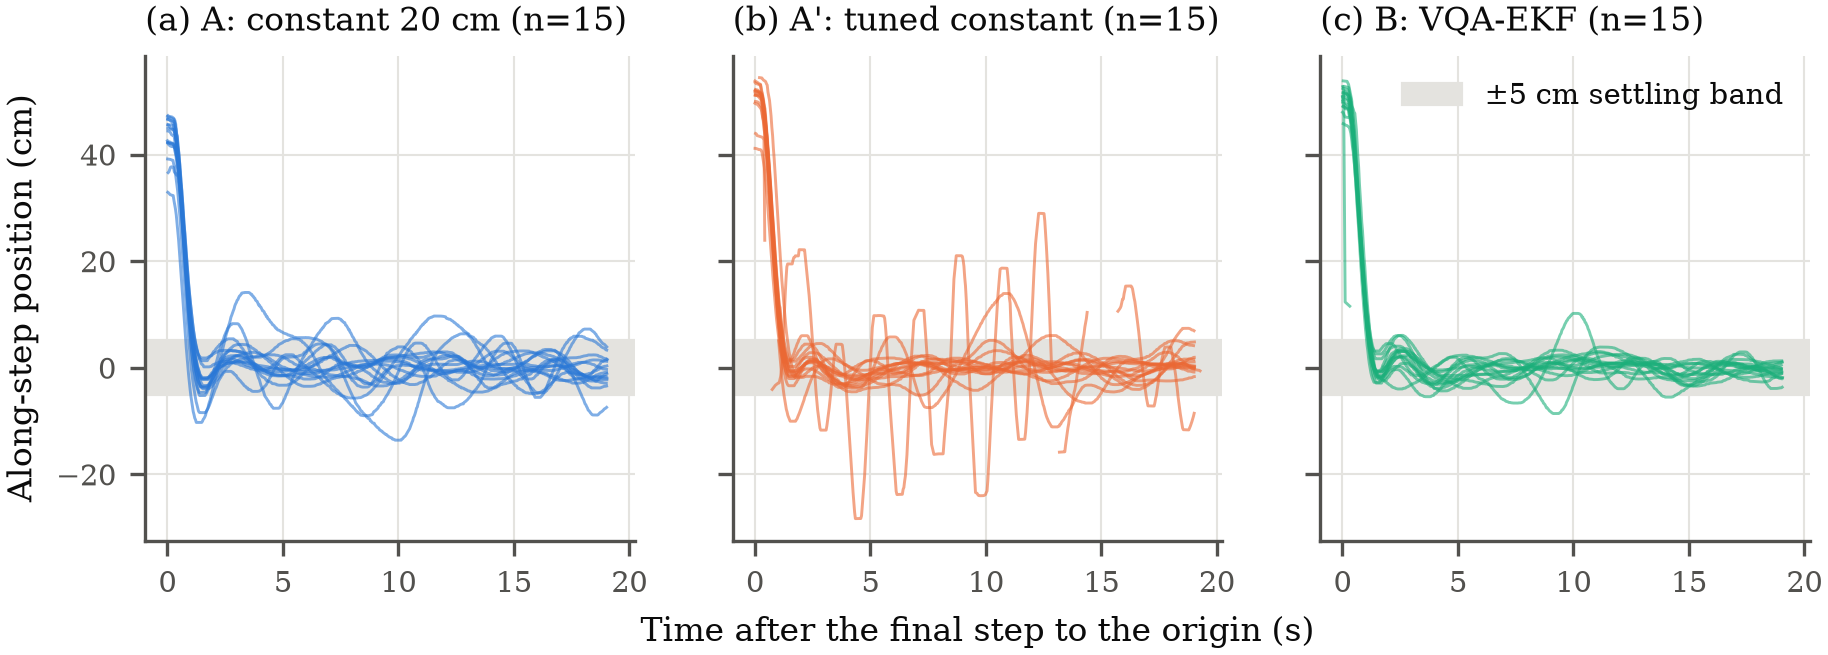 (a) A: constant 20 cm (n=15)
(b) A': tuned constant (n=15)
(c) B: VQA-EKF (n=15)
±5 cm settling band
Along-step position (cm)
40
20
0
−20
0 5 10 15 20
0 5 10 15 20
0 5 10 15 20
Time after the final step to the origin (s)